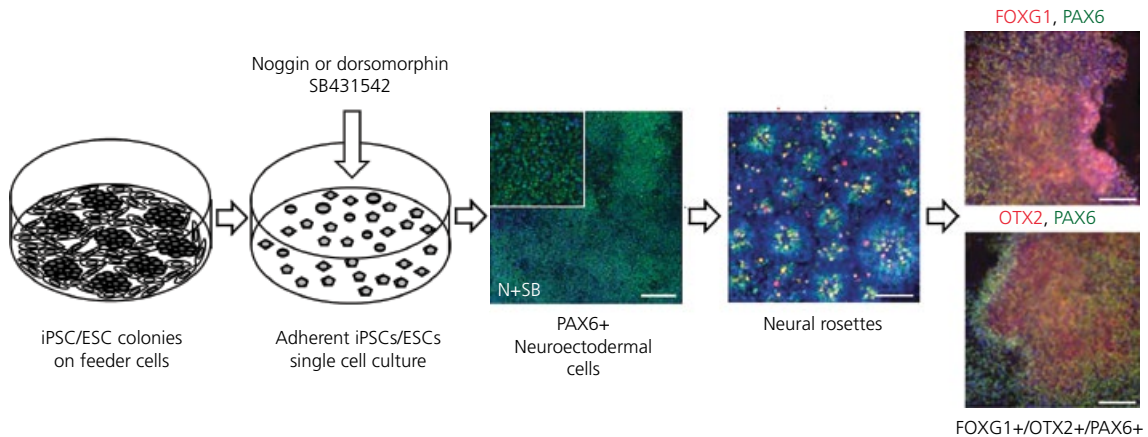 FOXG1, PAX6
Noggin or dorsomorphin
SB431542
OTX2, PAX6
N+SB
iPSC/ESC colonies
on feeder cells
Adherent iPSCs/ESCs
single cell culture
PAX6+
Neuroectodermal
cells
Neural rosettes
FOXG1+/OTX2+/PAX6+